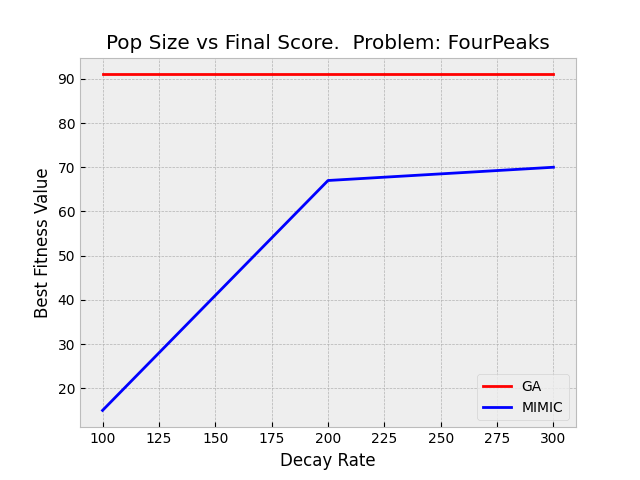 Pop Size vs Final Score.  Problem: FourPeaks
Best Fitness Value
90
80
70
60
50
40
30
20
100 125 150 175 200 225 250 275 300
Decay Rate
GA
MIMIC